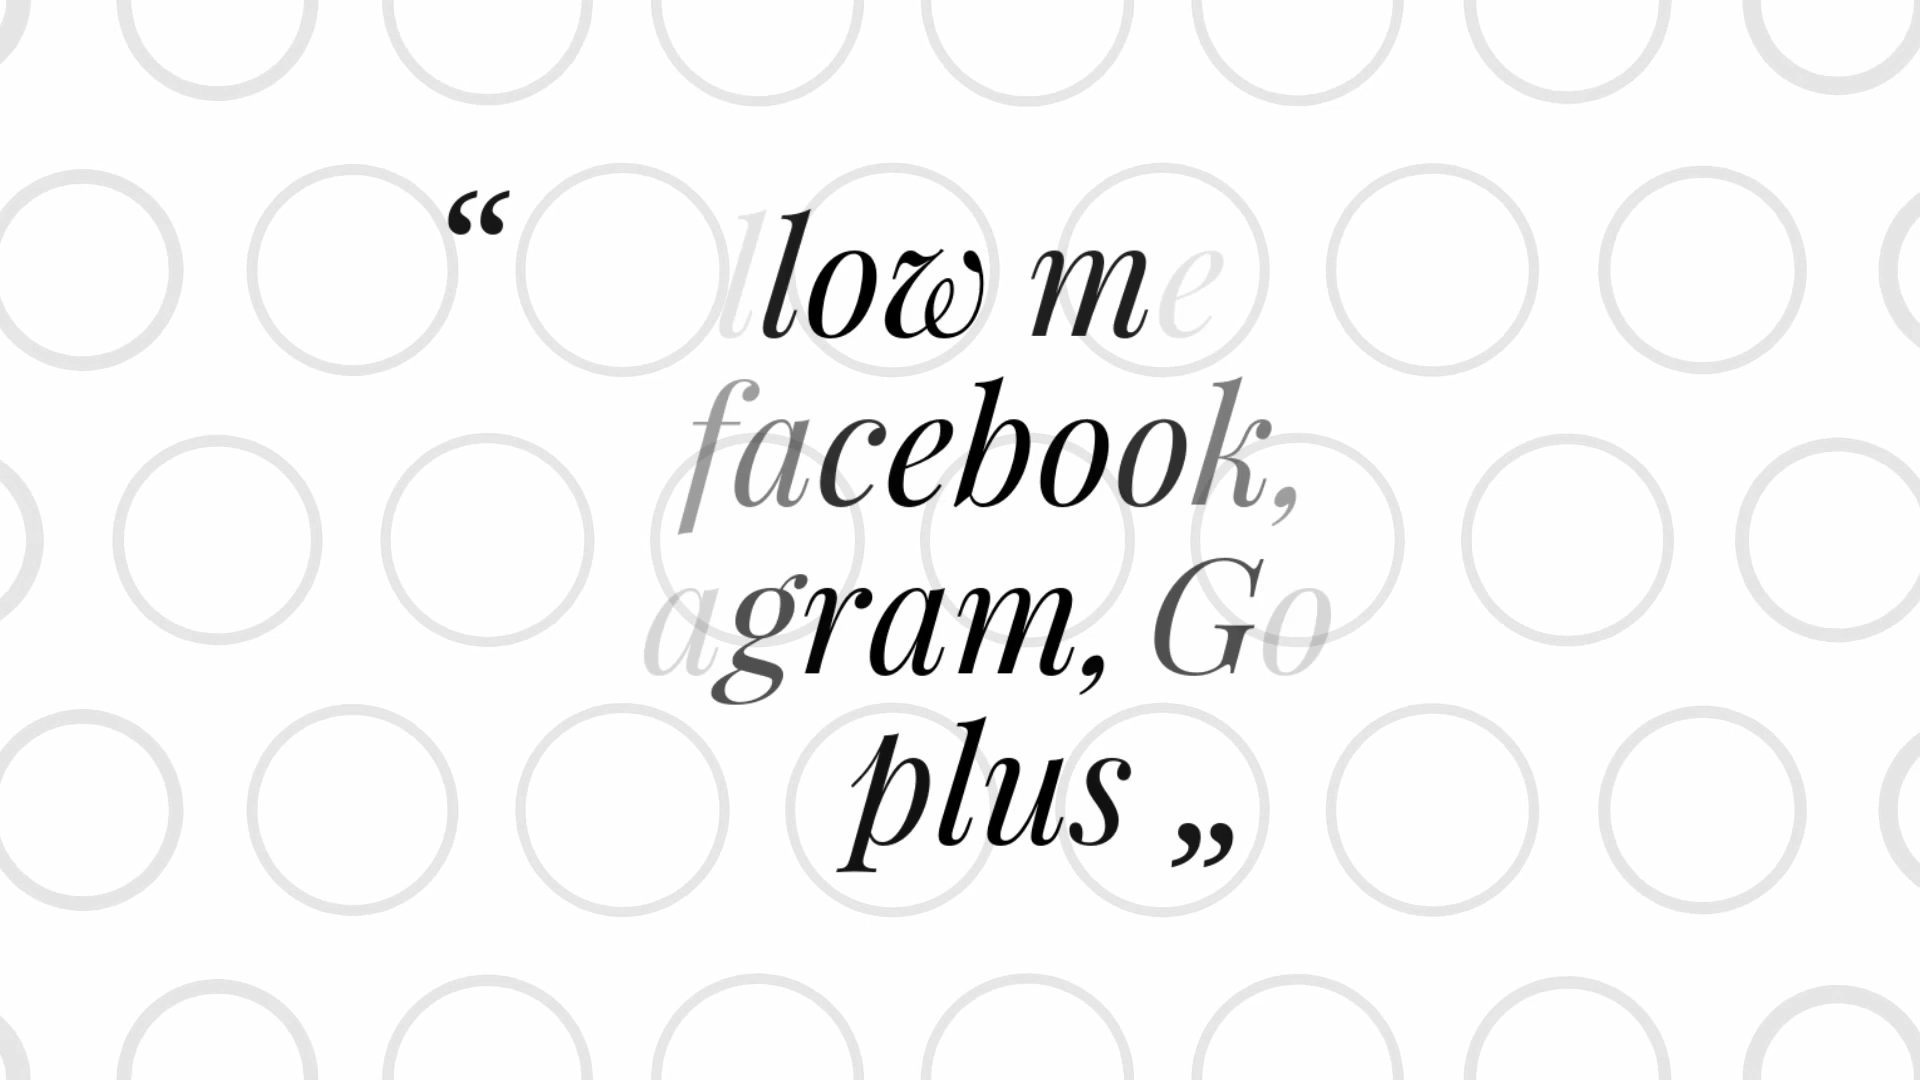 “ llow me
facebook,
agram, Go
plus „